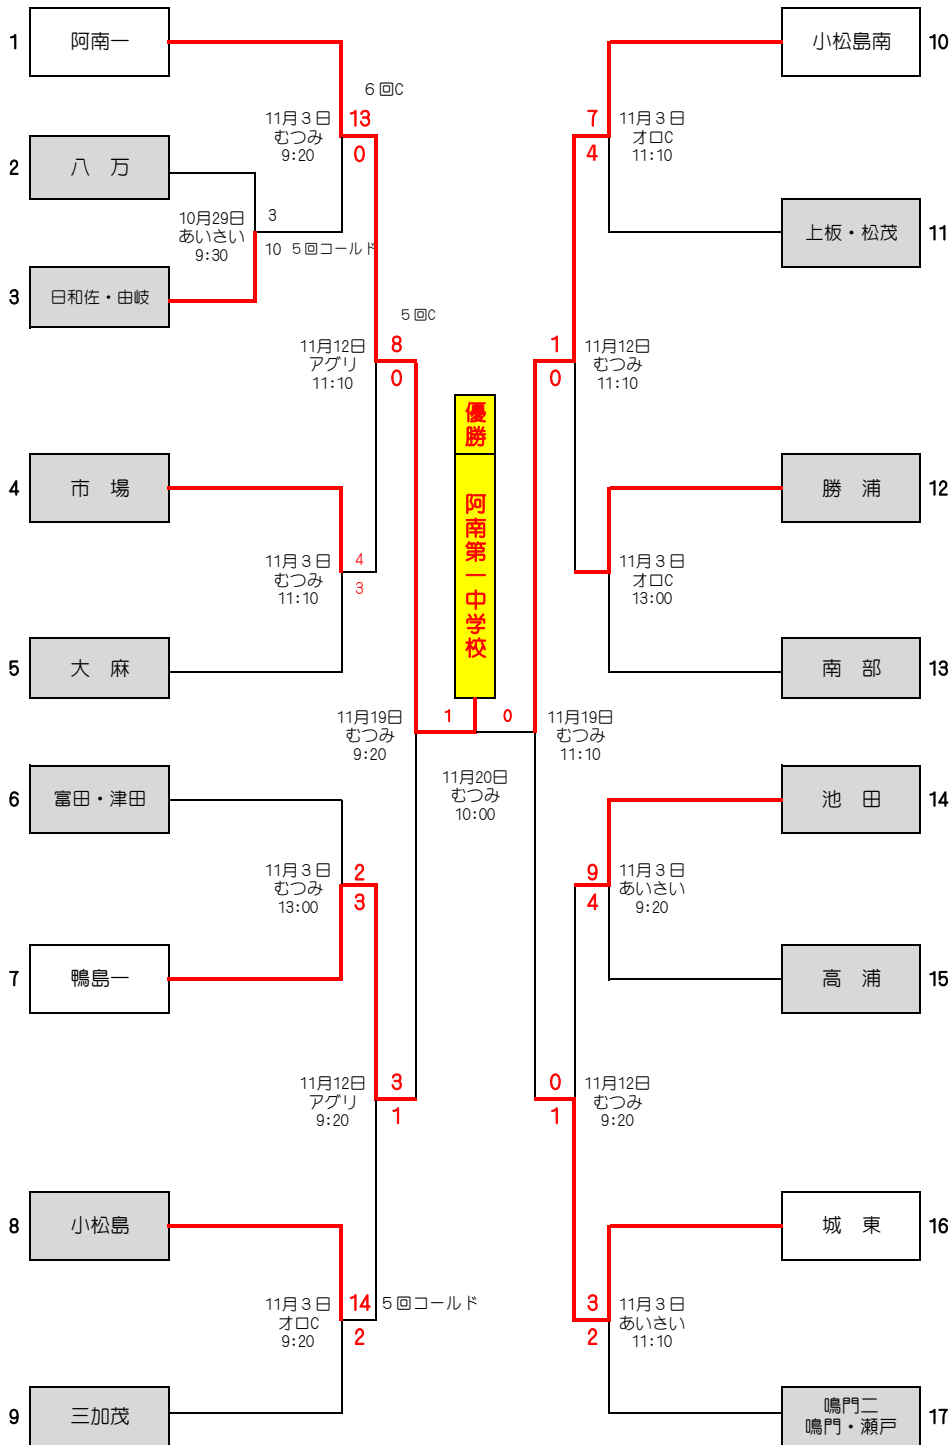 1
阿南一
６回C
11月３日
むつみ
9:20
13
0
2
八　万
10月29日
あいさい
9:30
3
10 ５回コールド
3
日和佐・由岐
５回C
11月12日
アグリ
11:10
8
0
4
市　場
11月３日
むつみ
11:10
4
3
5
大　麻
11月19日
むつみ
9:20
1
6
富田・津田
11月３日
むつみ
13:00
2
3
7
鴨島一
11月12日
アグリ
9:20
3
1
8
小松島
11月３日
オロC
9:20
14 ５回コールド
2
9
三加茂
優勝
阿南第一中学校
11月20日
むつみ
10:00
小松島南
10
7
4
11月３日
オロC
11:10
上板・松茂
11
1
0
11月12日
むつみ
11:10
勝　浦
12
11月３日
オロC
13:00
南　部
13
0
11月19日
むつみ
11:10
池　田
14
9
4
11月３日
あいさい
9:20
高　浦
15
0
1
11月12日
むつみ
9:20
城　東
16
3
2
11月３日
あいさい
11:10
鳴門二
鳴門・瀬戸
17